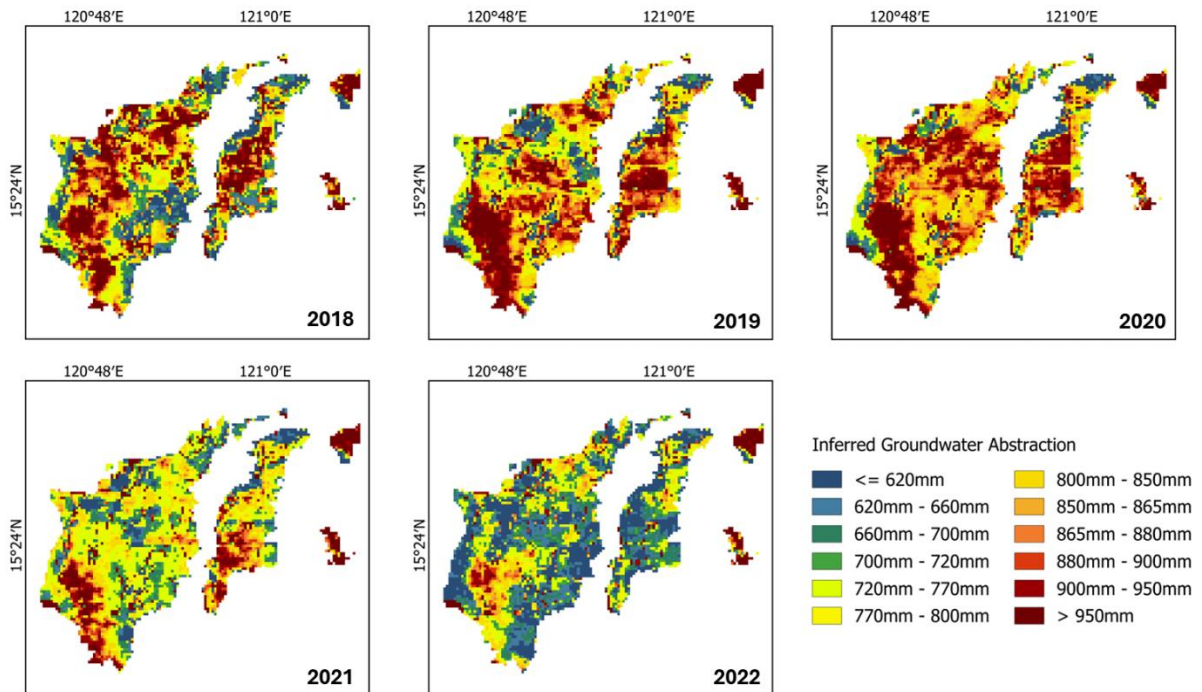 120°48′E 121°0′E
15°24′N
2018
120°48′E 121°0′E
15°24′N
2019
120°48′E 121°0′E
15°24′N
2020
120°48′E 121°0′E
15°24′N
2021
120°48′E 121°0′E
15°24′N
2022
Inferred Groundwater Abstraction
<= 620mm
620mm - 660mm
660mm - 700mm
700mm - 720mm
720mm - 770mm
770mm - 800mm
800mm - 850mm
850mm - 865mm
865mm - 880mm
880mm - 900mm
900mm - 950mm
> 950mm